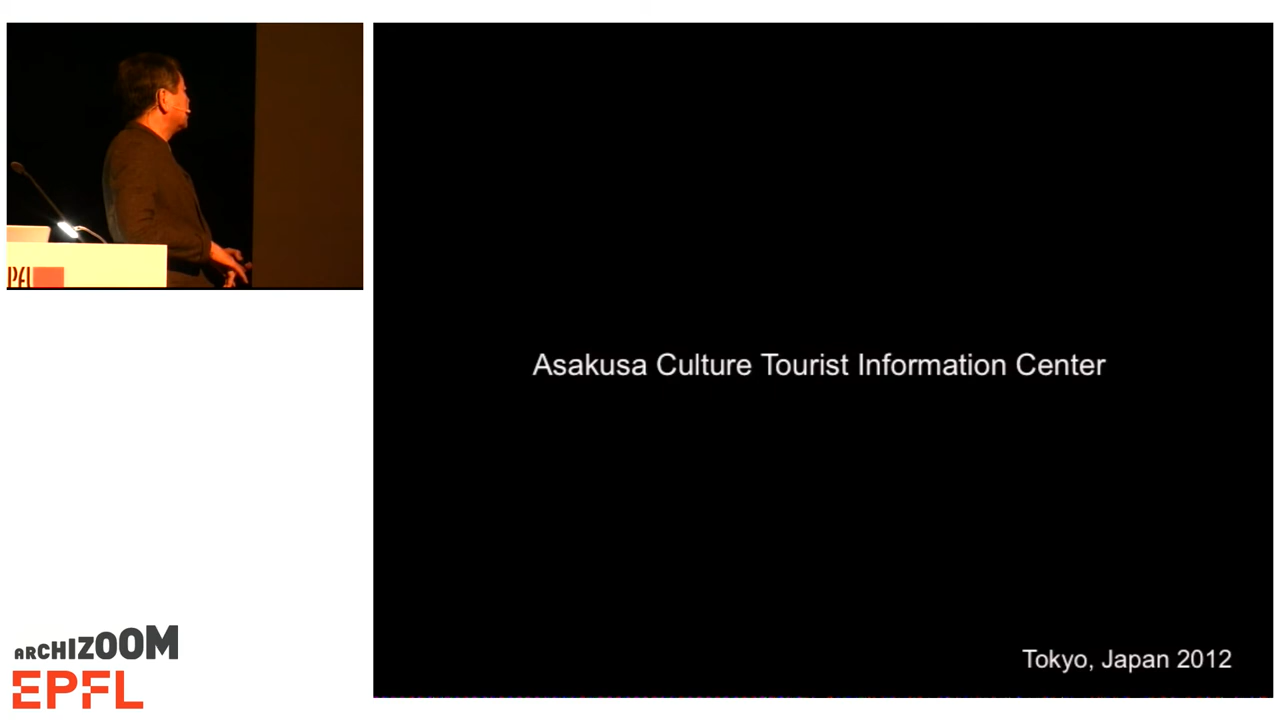 Asakusa Culture Tourist Information Center
Tokyo, Japan 2012
ARCHIZOOM
EPFL